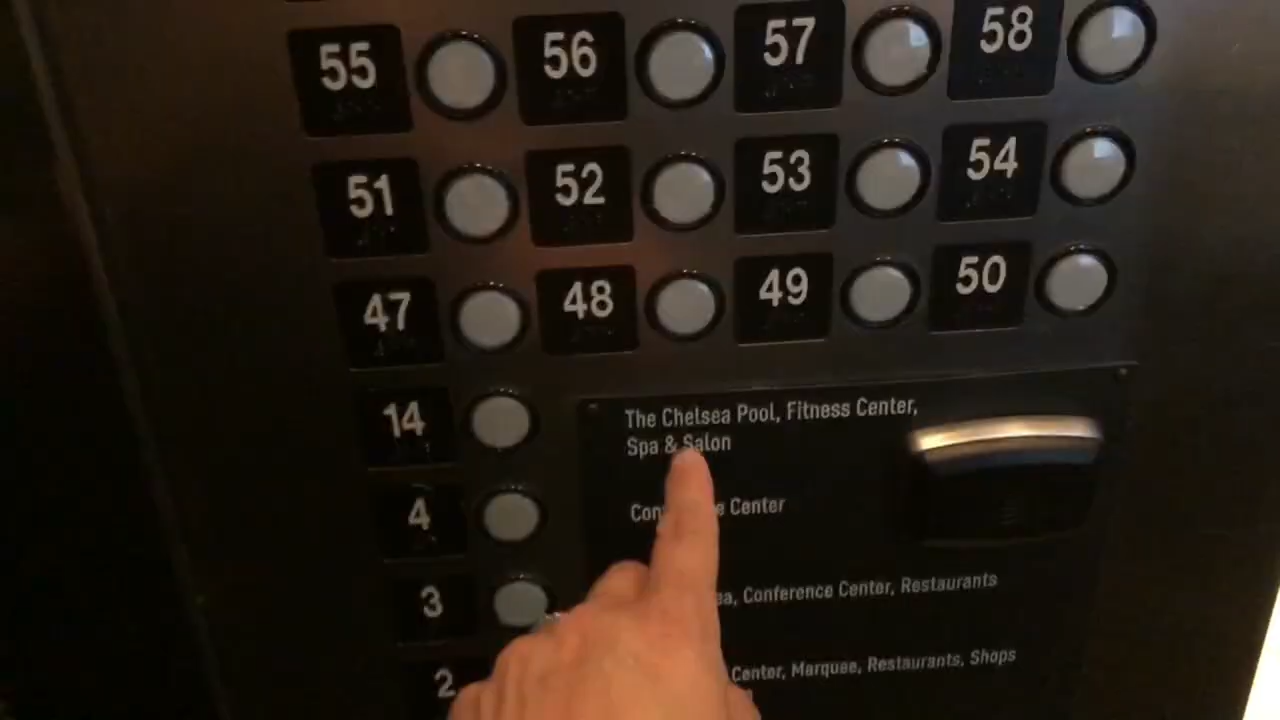 55 56 57 58
51 52 53 54
47 48 49 50
14 The Chelsea Pool, Fitness Center,
Spa & Salon
4 Center
3 Conference Center, Restaurants
2 Center, Marquee, Restaurants, Shops